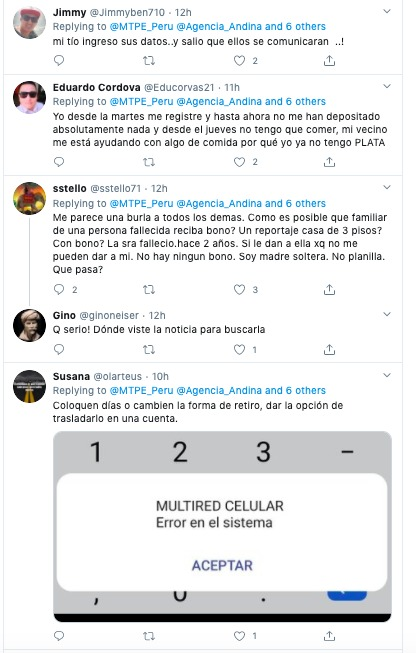 Jimmy @Jimmyben710 · 12h
Replying to @MTPE_Peru @Agencia_Andina and 6 others
mi tío ingreso sus datos..y salio que ellos se comunicaran ..!
2
Eduardo Cordova @Educorvas21 · 11h
Replying to @MTPE_Peru @Agencia_Andina and 6 others
Yo desde la martes me registre y hasta ahora no me han depositado
absolutamente nada y desde el jueves no tengo que comer, mi vecino
me está ayudando con algo de comida por qué yo ya no tengo PLATA
2
sstello @sstello71 · 12h
Replying to @MTPE_Peru @Agencia_Andina and 6 others
Me parece una burla a todos los demas. Como es posible que familiar
de una persona fallecida reciba bono? Un reportaje casa de 3 pisos?
Con bono? La sra fallecio.hace 2 años. Si le dan a ella xq no me
pueden dar a mi. No hay ningun bono. Soy madre soltera. No planilla.
Que pasa?
2 3
Gino @ginoneiser · 12h
Q serio! Dónde viste la noticia para buscarla
1
Susana @olarteus · 10h
Replying to @MTPE_Peru @Agencia_Andina and 6 others
Coloquen días o cambien la forma de retiro, dar la opción de
trasladarlo en una cuenta.
1 2 3 –
MULTIRED CELULAR
Error en el sistema
ACEPTAR
, 0 .
1